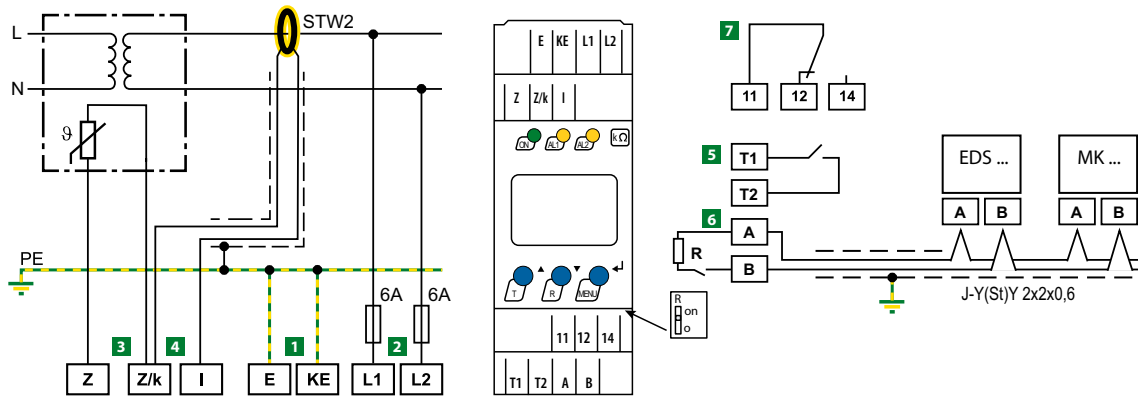 STW2
L
N
ϑ
PE
6A
6A
3
4
1
2
Z
Z/k
I
E
KE
L1
L2
E KE L1 L2
Z Z/k I
ON
AL1
AL2
kΩ
T
R
MENU
11 12 14
T1 T2 A B
R
on
o
7
11
12
14
5
T1
T2
6
A
R
B
EDS ...
MK ...
A
B
A
B
J-Y(St)Y 2x2x0,6